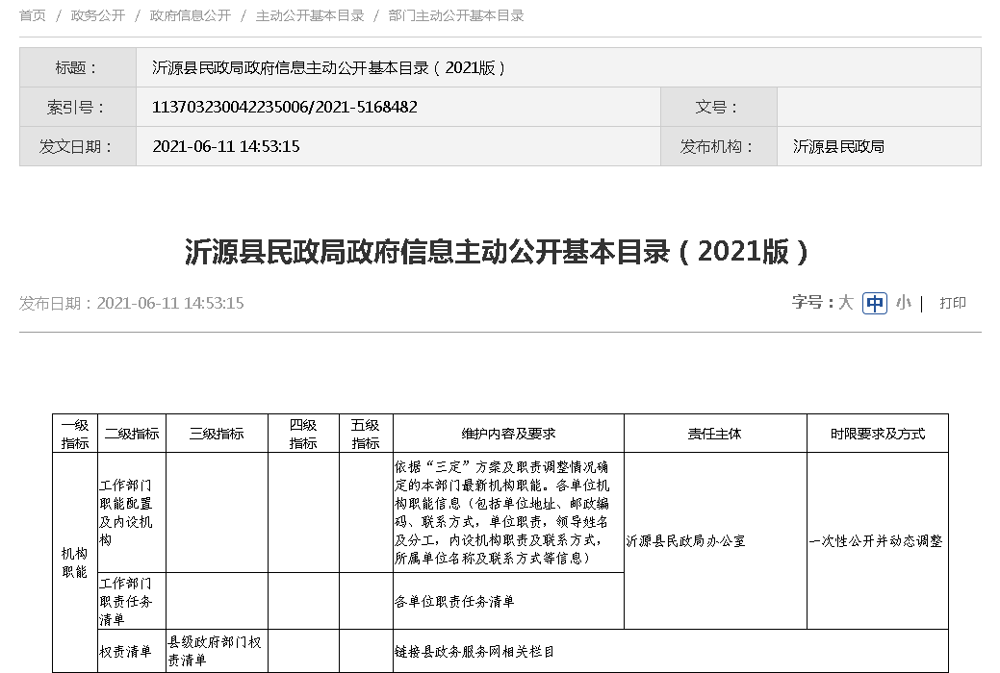 首页 / 政务公开 / 政府信息公开 / 主动公开基本目录 / 部门主动公开基本目录
标题： 沂源县民政局政府信息主动公开基本目录（2021版）
索引号： 113703230042235006/2021-5168482 文号：
发文日期： 2021-06-11 14:53:15 发布机构： 沂源县民政局
沂源县民政局政府信息主动公开基本目录（2021版）
发布日期：2021-06-11 14:53:15 字号：大 中 小 | 打印
一级
指标
二级指标
三级指标
四级
指标
五级
指标
维护内容及要求
责任主体
时限要求及方式
机构
职能
工作部门
职能配置
及内设机
构
依据“三定”方案及职责调整情况确
定的本部门最新机构职能。各单位机
构职能信息（包括单位地址、邮政编
码、联系方式，单位职责，领导姓名
及分工，内设机构职责及联系方式，
所属单位名称及联系方式等信息）
沂源县民政局办公室
一次性公开并动态调整
工作部门
职责任务
清单
各单位职责任务清单
权责清单
县级政府部门权
责清单
链接县政务服务网相关栏目